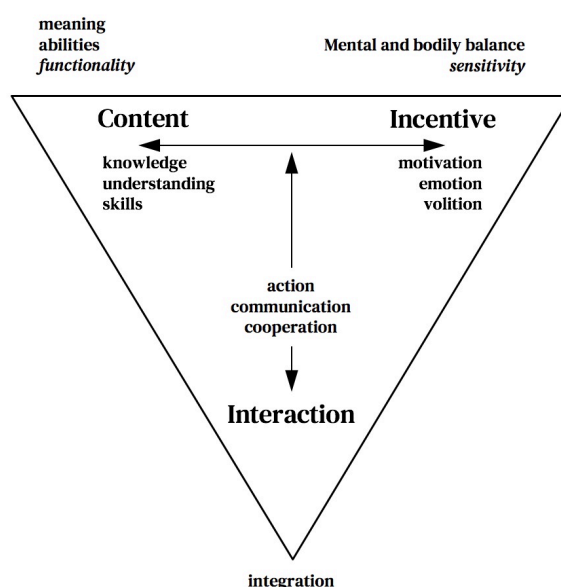 meaning
abilities
functionality
Mental and bodily balance
sensitivity
Content
Incentive
knowledge
understanding
skills
motivation
emotion
volition
action
communication
cooperation
Interaction
integration